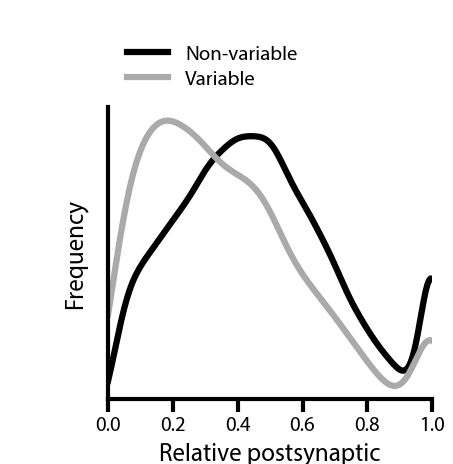 Non-variable
Variable
Frequency
0.0 0.2 0.4 0.6 0.8 1.0
Relative postsynaptic